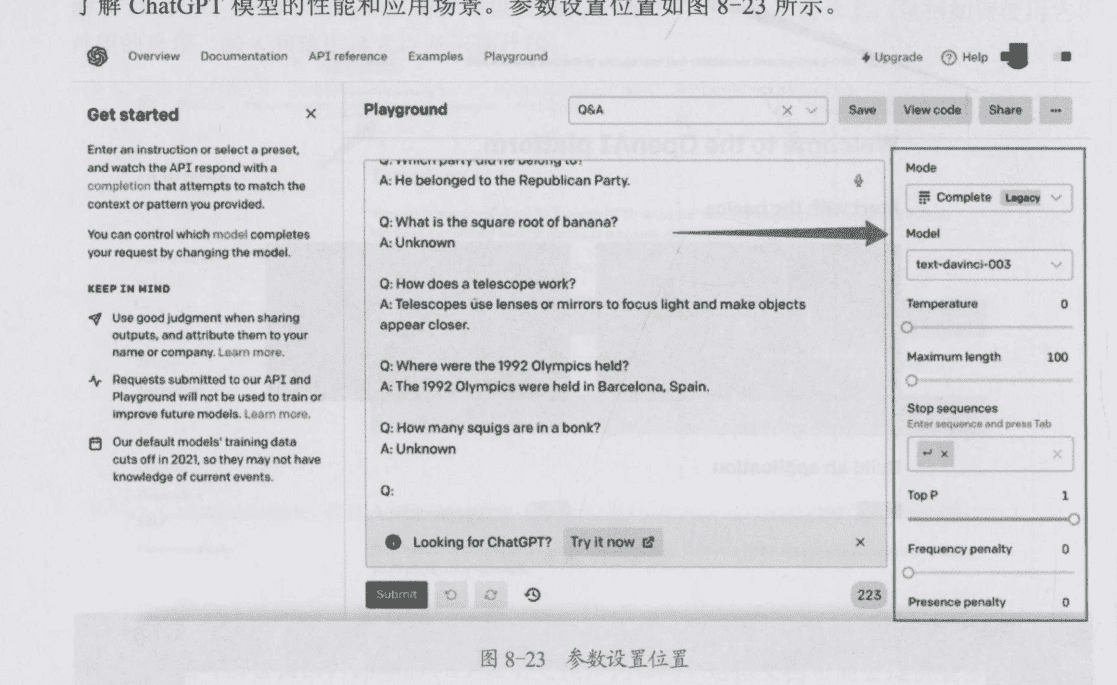 了解 ChatGPT 模型的性能和应用场景。参数设置位置如图 8-23 所示。
Overview Documentation API reference Examples Playground
Upgrade Help
Get started
Enter an instruction or select a preset,
and watch the API respond with a
completion that attempts to match the
context or pattern you provided.
You can control which model completes
your request by changing the model.
KEEP IN MIND
Use good judgment when sharing
outputs, and attribute them to your
name or company. Learn more.
Requests submitted to our API and
Playground will not be used to train or
improve future models. Learn more.
Our default models' training data
cuts off in 2021, so they may not have
knowledge of current events.
Playground
Q&A
Save View code Share ...
Q: Which party did he belong to?
A: He belonged to the Republican Party.
Q: What is the square root of banana?
A: Unknown
Q: How does a telescope work?
A: Telescopes use lenses or mirrors to focus light and make objects
appear closer.
Q: Where were the 1992 Olympics held?
A: The 1992 Olympics were held in Barcelona, Spain.
Q: How many squigs are in a bonk?
A: Unknown
Q:
Looking for ChatGPT? Try it now
Submit
223
Mode
Complete Legacy
Model
text-davinci-003
Temperature 0
Maximum length 100
Stop sequences
Enter sequence and press Tab
↵ ×
Top P 1
Frequency penalty 0
Presence penalty 0
图 8-23 参数设置位置